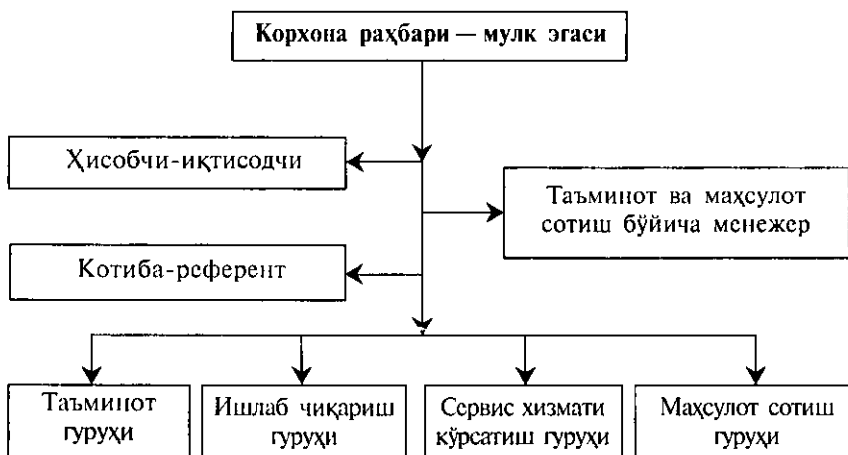 Корхона раҳбари — мулк эгаси
Ҳисобчи-иқтисодчи
Таъминот ва маҳсулот
сотиш бўйича менежер
Котиба-референт
Таъминот
гуруҳи
Ишлаб чиқариш
гуруҳи
Сервис хизмати
кўрсатиш гуруҳи
Маҳсулот сотиш
гуруҳи